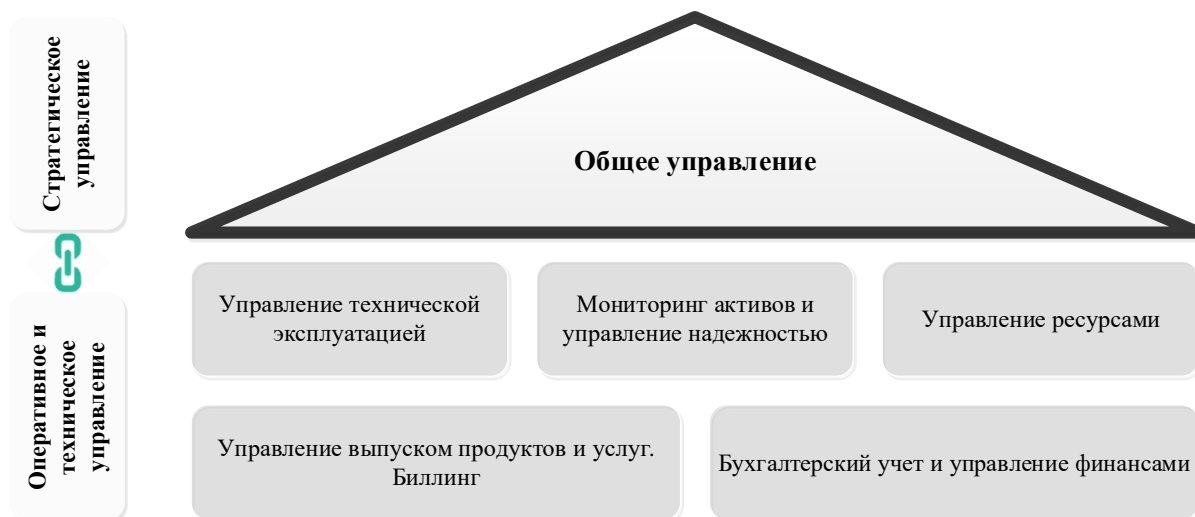 Стратегическое
управление
Общее управление
Оперативное и
техническое
управление
Управление технической
эксплуатацией
Мониторинг активов и
управление надежностью
Управление ресурсами
Управление выпуском продуктов и услуг.
Биллинг
Бухгалтерский учет и управление финансами